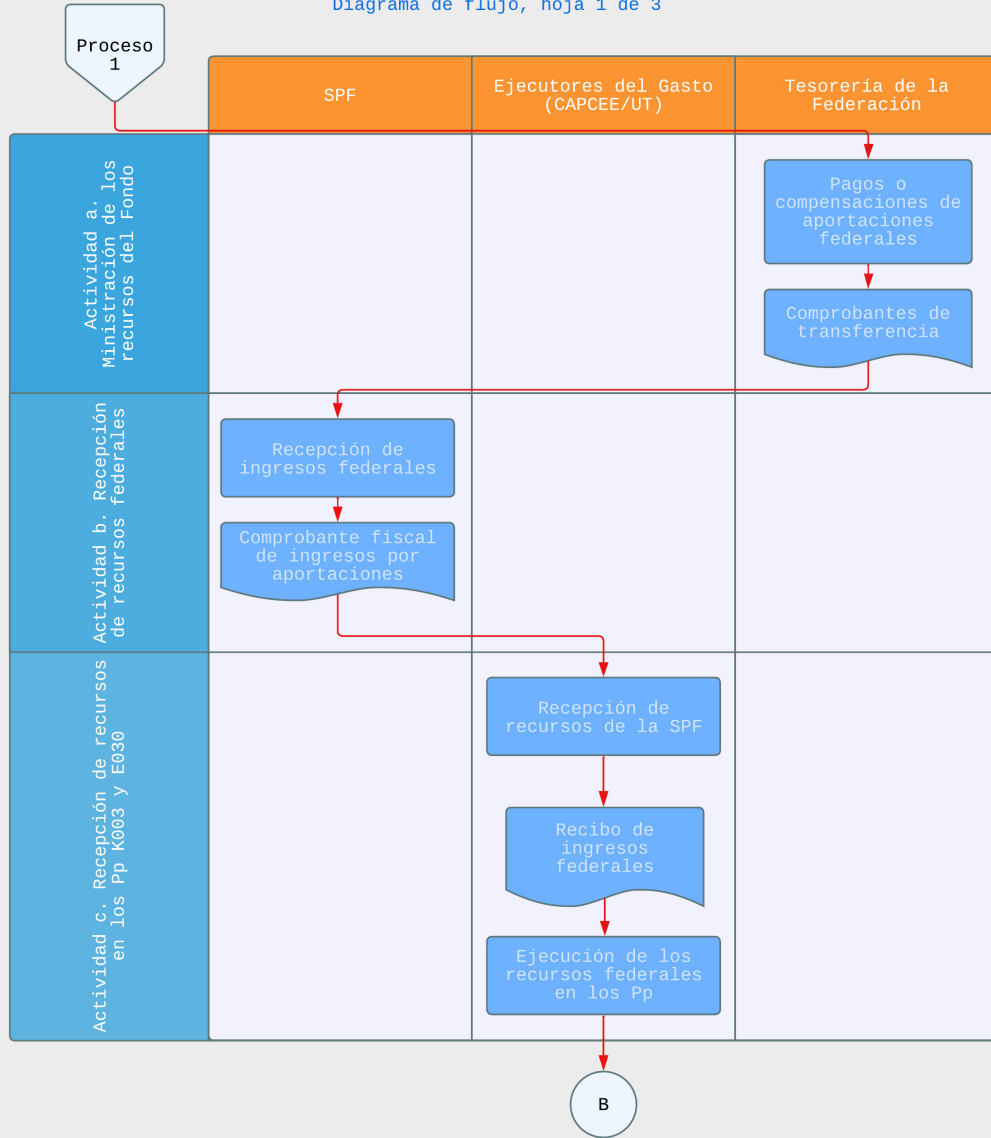 Diagrama de flujo, hoja 1 de 3
Proceso
1
SPF
Ejecutores del Gasto
(CAPCEE/UT)
Tesorería de la
Federación
Actividad a.
Ministración de los
recursos del Fondo
Pagos o
compensaciones de
aportaciones
federales
Comprobantes de
transferencia
Actividad b. Recepción
de recursos federales
Recepción de
ingresos federales
Comprobante fiscal
de ingresos por
aportaciones
Actividad c. Recepción de recursos
en los Pp K003 y E030
Recepción de
recursos de la SPF
Recibo de
ingresos
federales
Ejecución de los
recursos federales
en los Pp
B